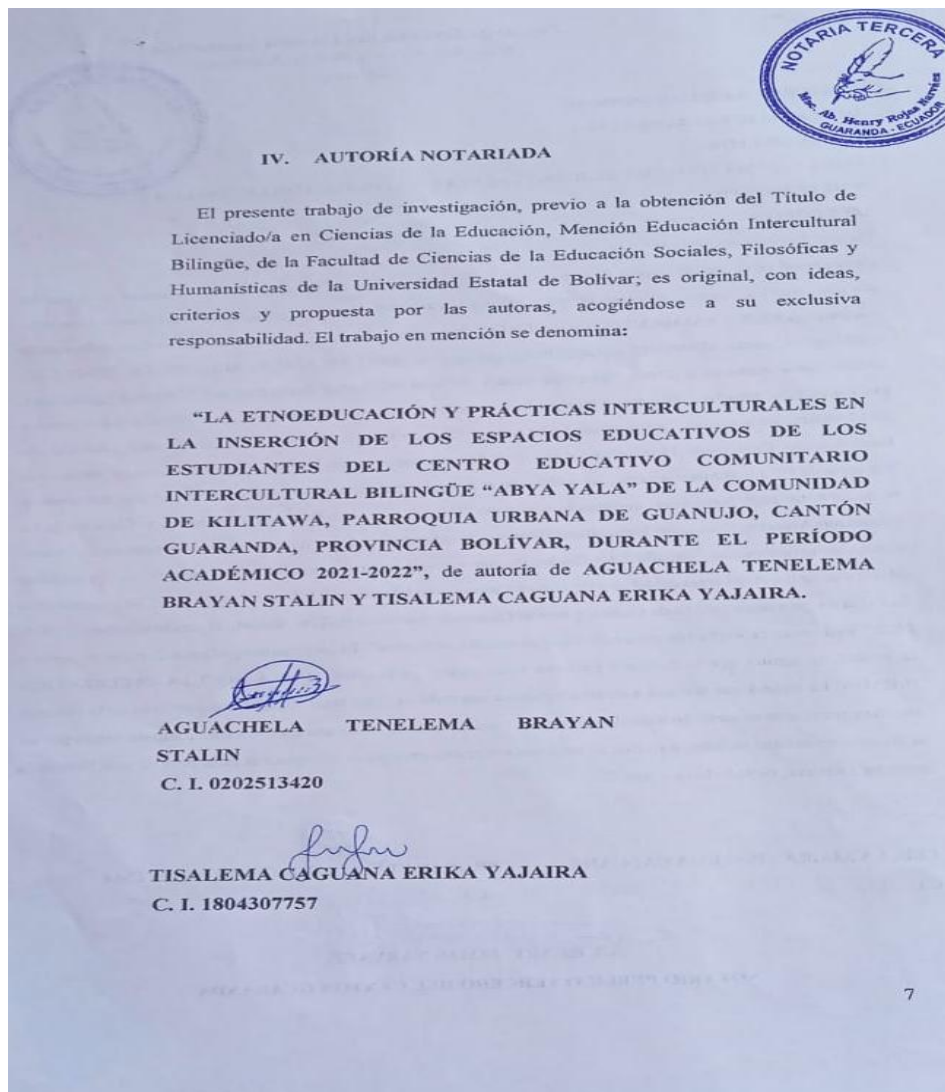 NOTARIA TERCERA
Msc. Ab. Henry Rojas Narváez
GUARANDA - ECUADOR
IV. AUTORÍA NOTARIADA
El presente trabajo de investigación, previo a la obtención del Título de
Licenciado/a en Ciencias de la Educación, Mención Educación Intercultural
Bilingüe, de la Facultad de Ciencias de la Educación Sociales, Filosóficas y
Humanísticas de la Universidad Estatal de Bolívar; es original, con ideas,
criterios y propuesta por las autoras, acogiéndose a su exclusiva
responsabilidad. El trabajo en mención se denomina:
“LA ETNOEDUCACIÓN Y PRÁCTICAS INTERCULTURALES EN
LA INSERCIÓN DE LOS ESPACIOS EDUCATIVOS DE LOS
ESTUDIANTES DEL CENTRO EDUCATIVO COMUNITARIO
INTERCULTURAL BILINGÜE “ABYA YALA” DE LA COMUNIDAD
DE KILITAWA, PARROQUIA URBANA DE GUANUJO, CANTÓN
GUARANDA, PROVINCIA BOLÍVAR, DURANTE EL PERÍODO
ACADÉMICO 2021-2022”, de autoría de AGUACHELA TENELEMA
BRAYAN STALIN Y TISALEMA CAGUANA ERIKA YAJAIRA.
AGUACHELA TENELEMA BRAYAN
STALIN
C. I. 0202513420
TISALEMA CAGUANA ERIKA YAJAIRA
C. I. 1804307757
7